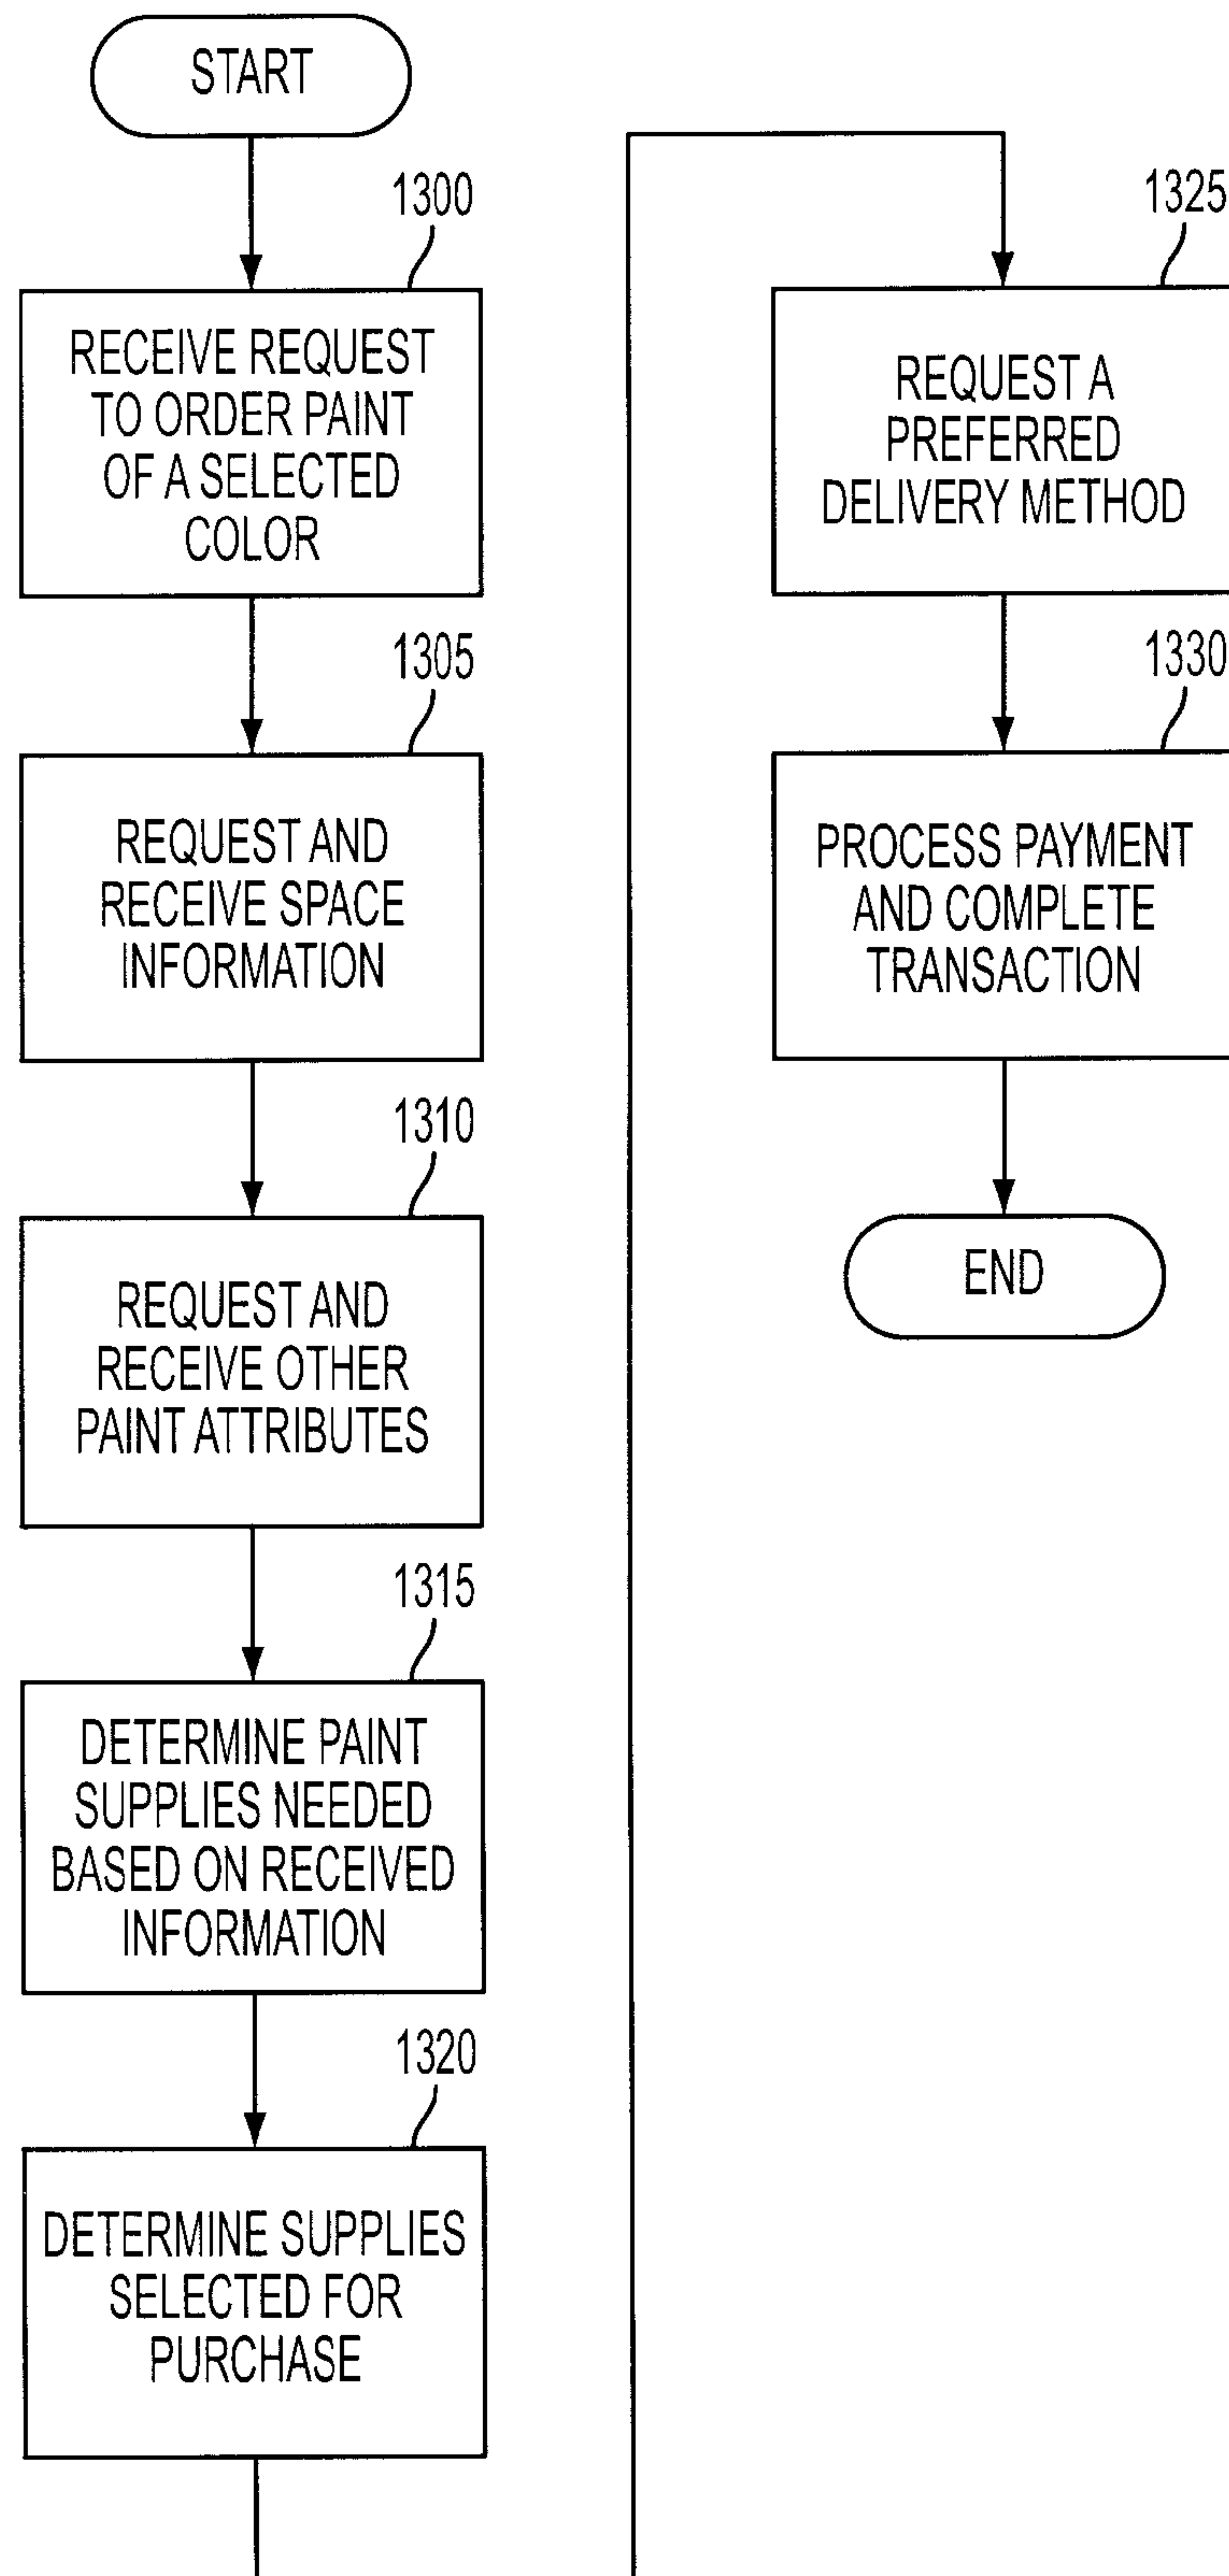 START
1300
RECEIVE REQUEST
TO ORDER PAINT
OF A SELECTED
COLOR
1305
REQUEST AND
RECEIVE SPACE
INFORMATION
1310
REQUEST AND
RECEIVE OTHER
PAINT ATTRIBUTES
1315
DETERMINE PAINT
SUPPLIES NEEDED
BASED ON RECEIVED
INFORMATION
1320
DETERMINE SUPPLIES
SELECTED FOR
PURCHASE
1325
REQUEST A
PREFERRED
DELIVERY METHOD
1330
PROCESS PAYMENT
AND COMPLETE
TRANSACTION
END